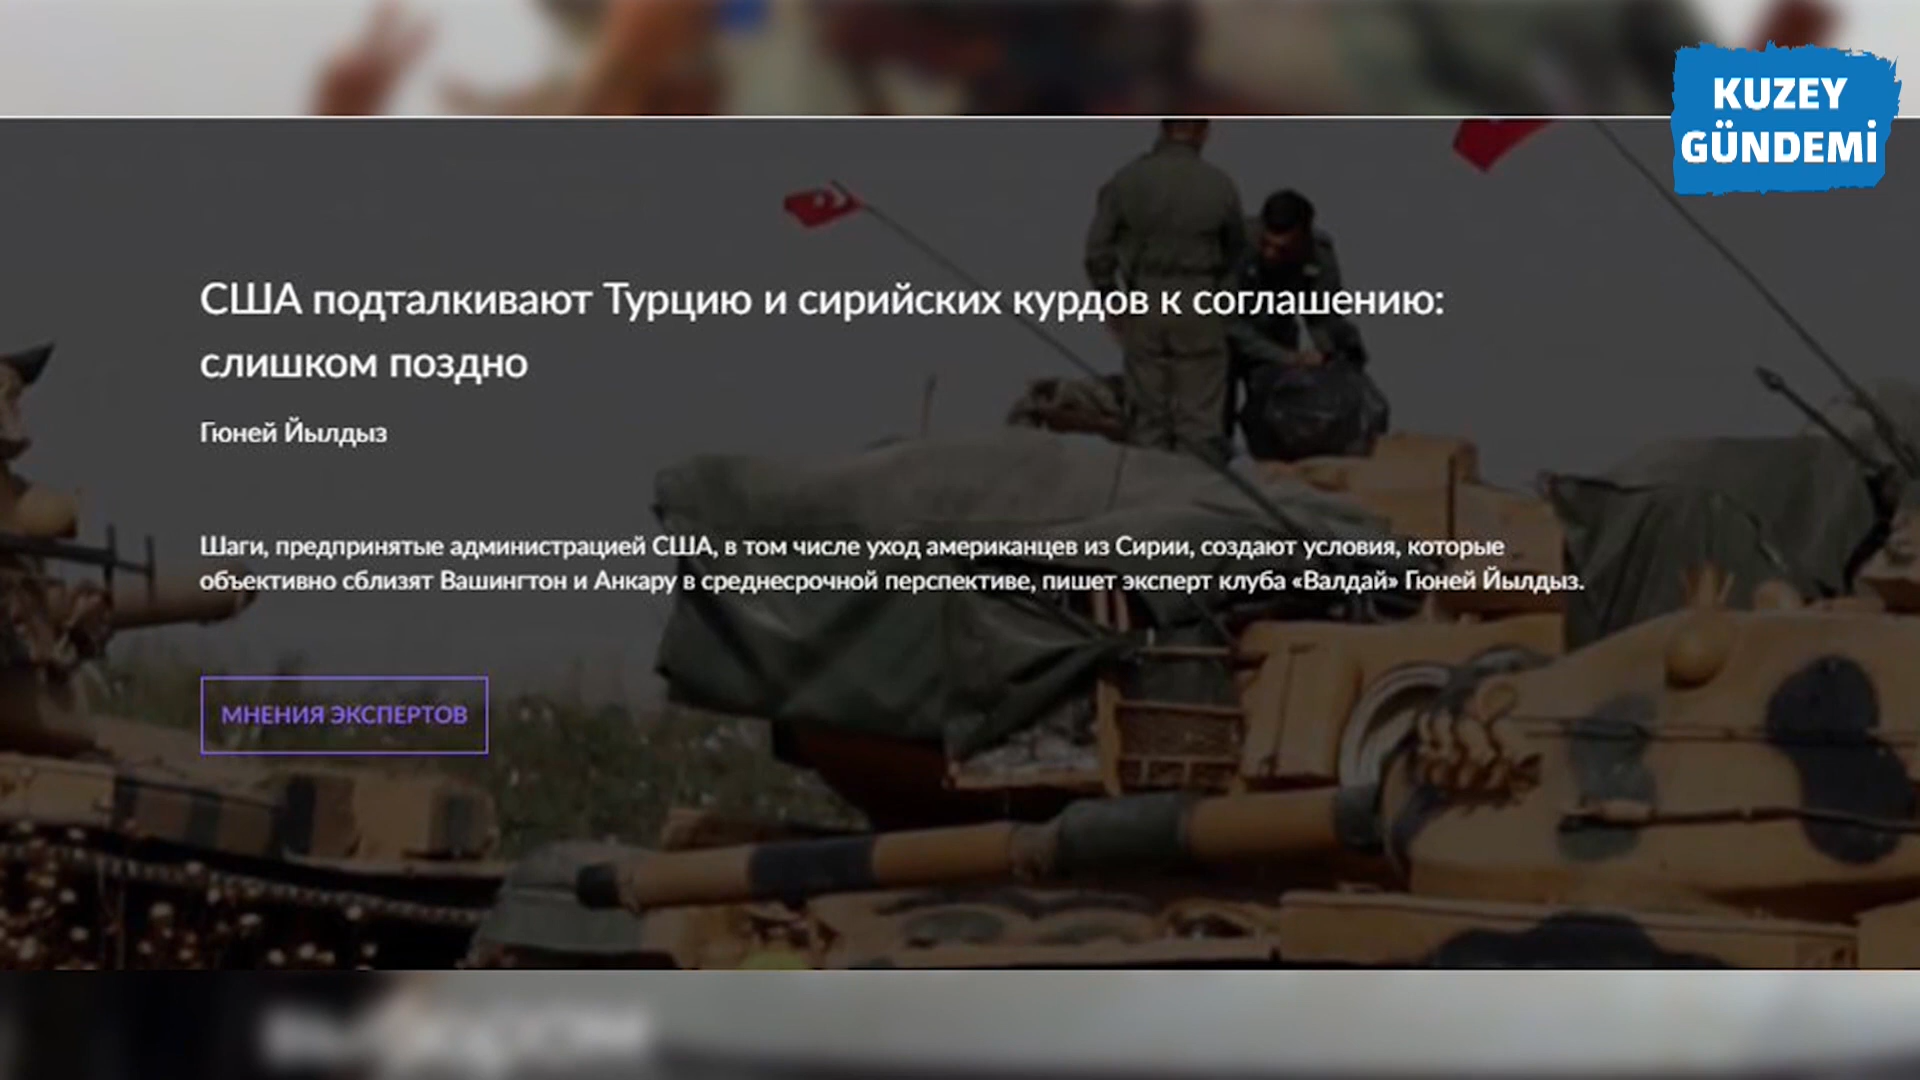 KUZEY
GÜNDEMİ
США подталкивают Турцию и сирийских курдов к соглашению:
слишком поздно
Гюней Йылдыз
Шаги, предпринятые администрацией США, в том числе уход американцев из Сирии, создают условия, которые
объективно сблизят Вашингтон и Анкару в среднесрочной перспективе, пишет эксперт клуба «Валдай» Гюней Йылдыз.
МНЕНИЯ ЭКСПЕРТОВ